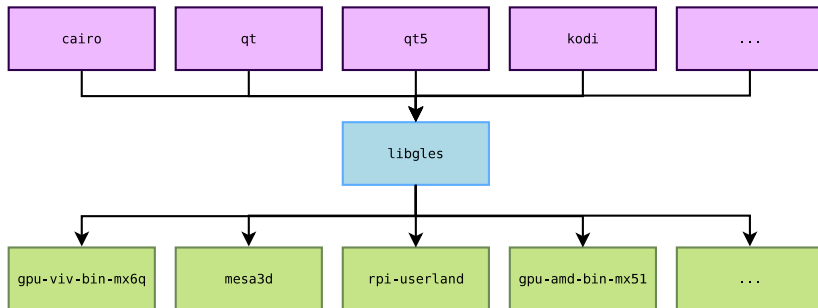 cairo
qt
qt5
kodi
...
libgles
gpu-viv-bin-mx6q
mesa3d
rpi-userland
gpu-amd-bin-mx51
...